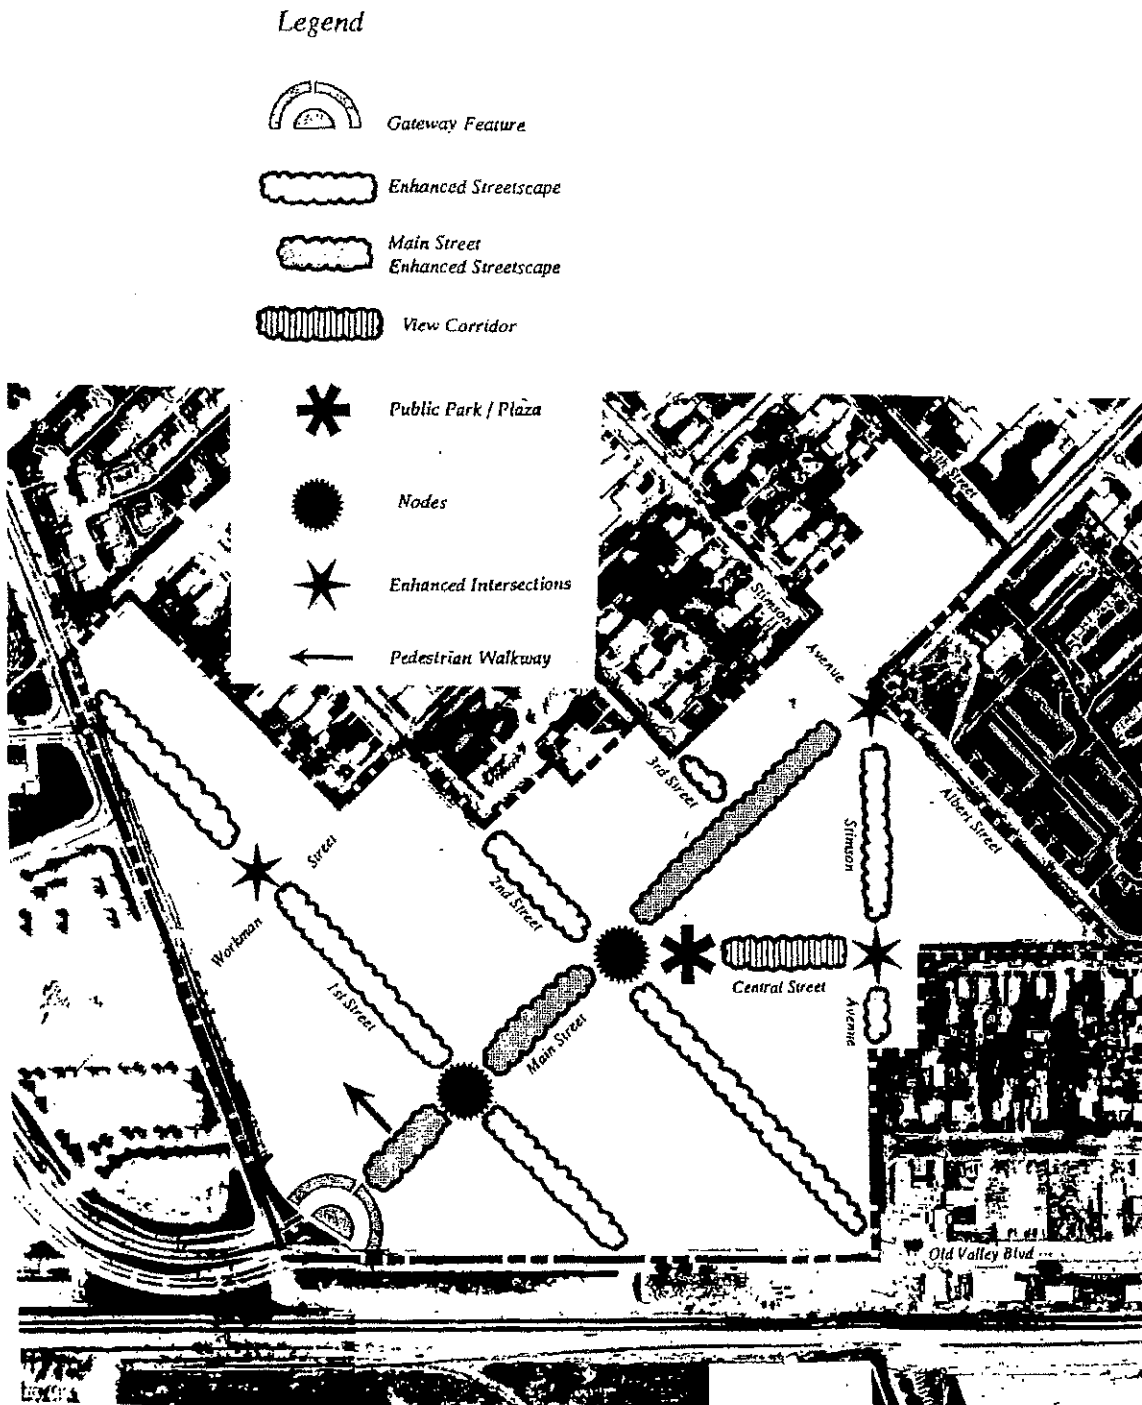 Legend
Gateway Feature
Enhanced Streetscape
Main Street
Enhanced Streetscape
View Corridor
Public Park / Plaza
Nodes
Enhanced Intersections
Pedestrian Walkway
5th Street
Stimson
Avenue
3rd Street
Albert Street
Stimson
Street
2nd Street
Workman
1st Street
Central Street
Avenue
Main Street
Old Valley Blvd